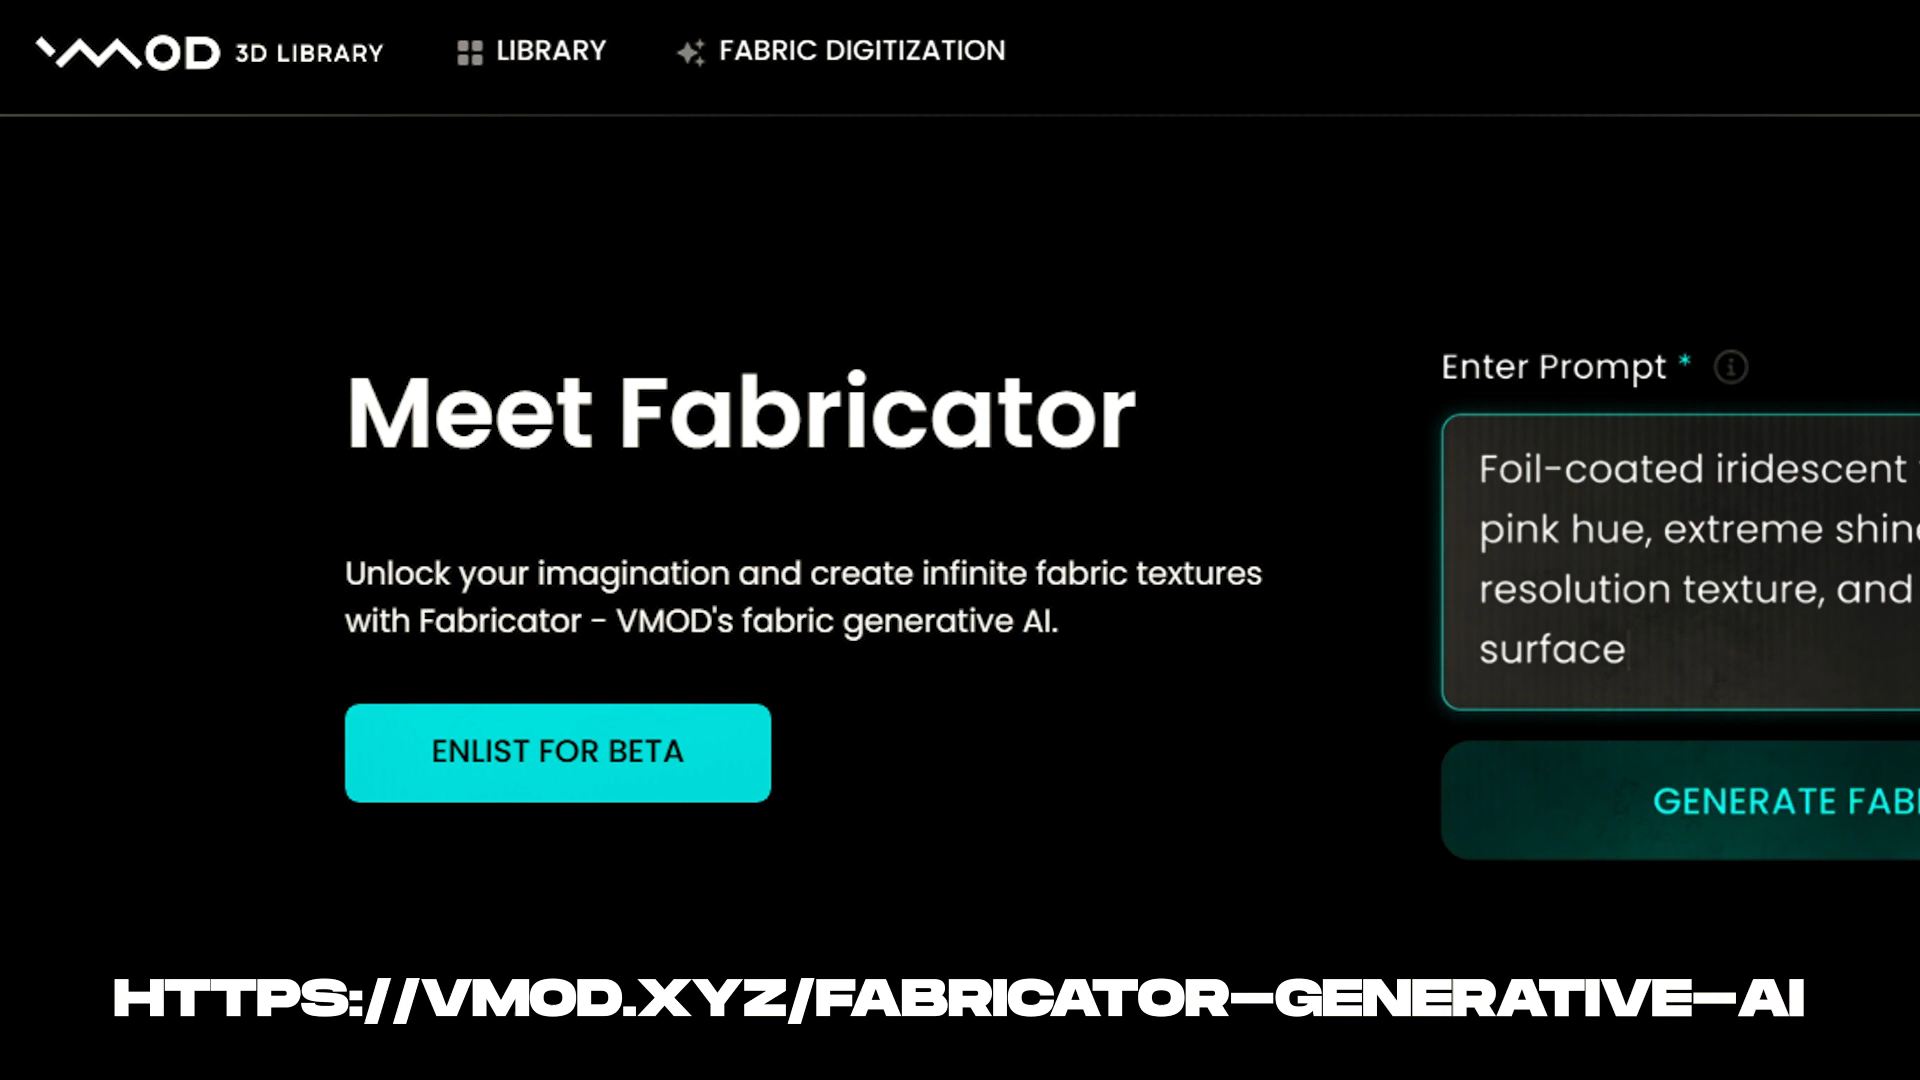 VMOD 3D LIBRARY
LIBRARY
FABRIC DIGITIZATION
Meet Fabricator
Unlock your imagination and create infinite fabric textures
with Fabricator - VMOD's fabric generative AI.
ENLIST FOR BETA
Enter Prompt *
Foil-coated iridescent
pink hue, extreme
resolution texture, and
surface
GENERATE
HTTPS://VMOD.XYZ/FABRICATOR-GENERATIVE-AI